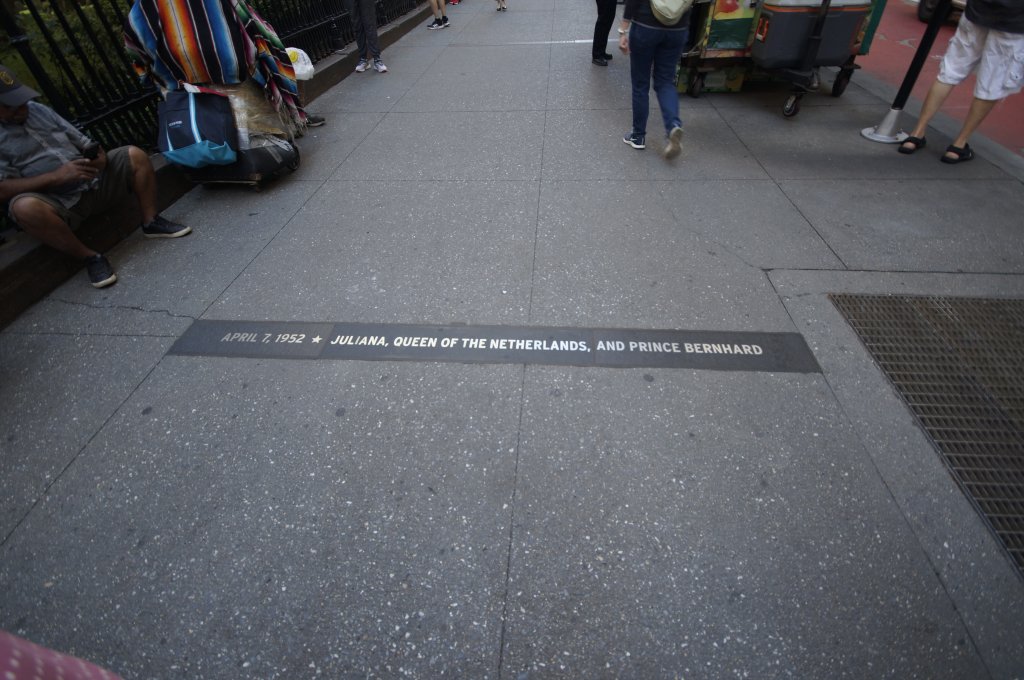 APRIL 7, 1952 ★ JULIANA, QUEEN OF THE NETHERLANDS, AND PRINCE BERNHARD